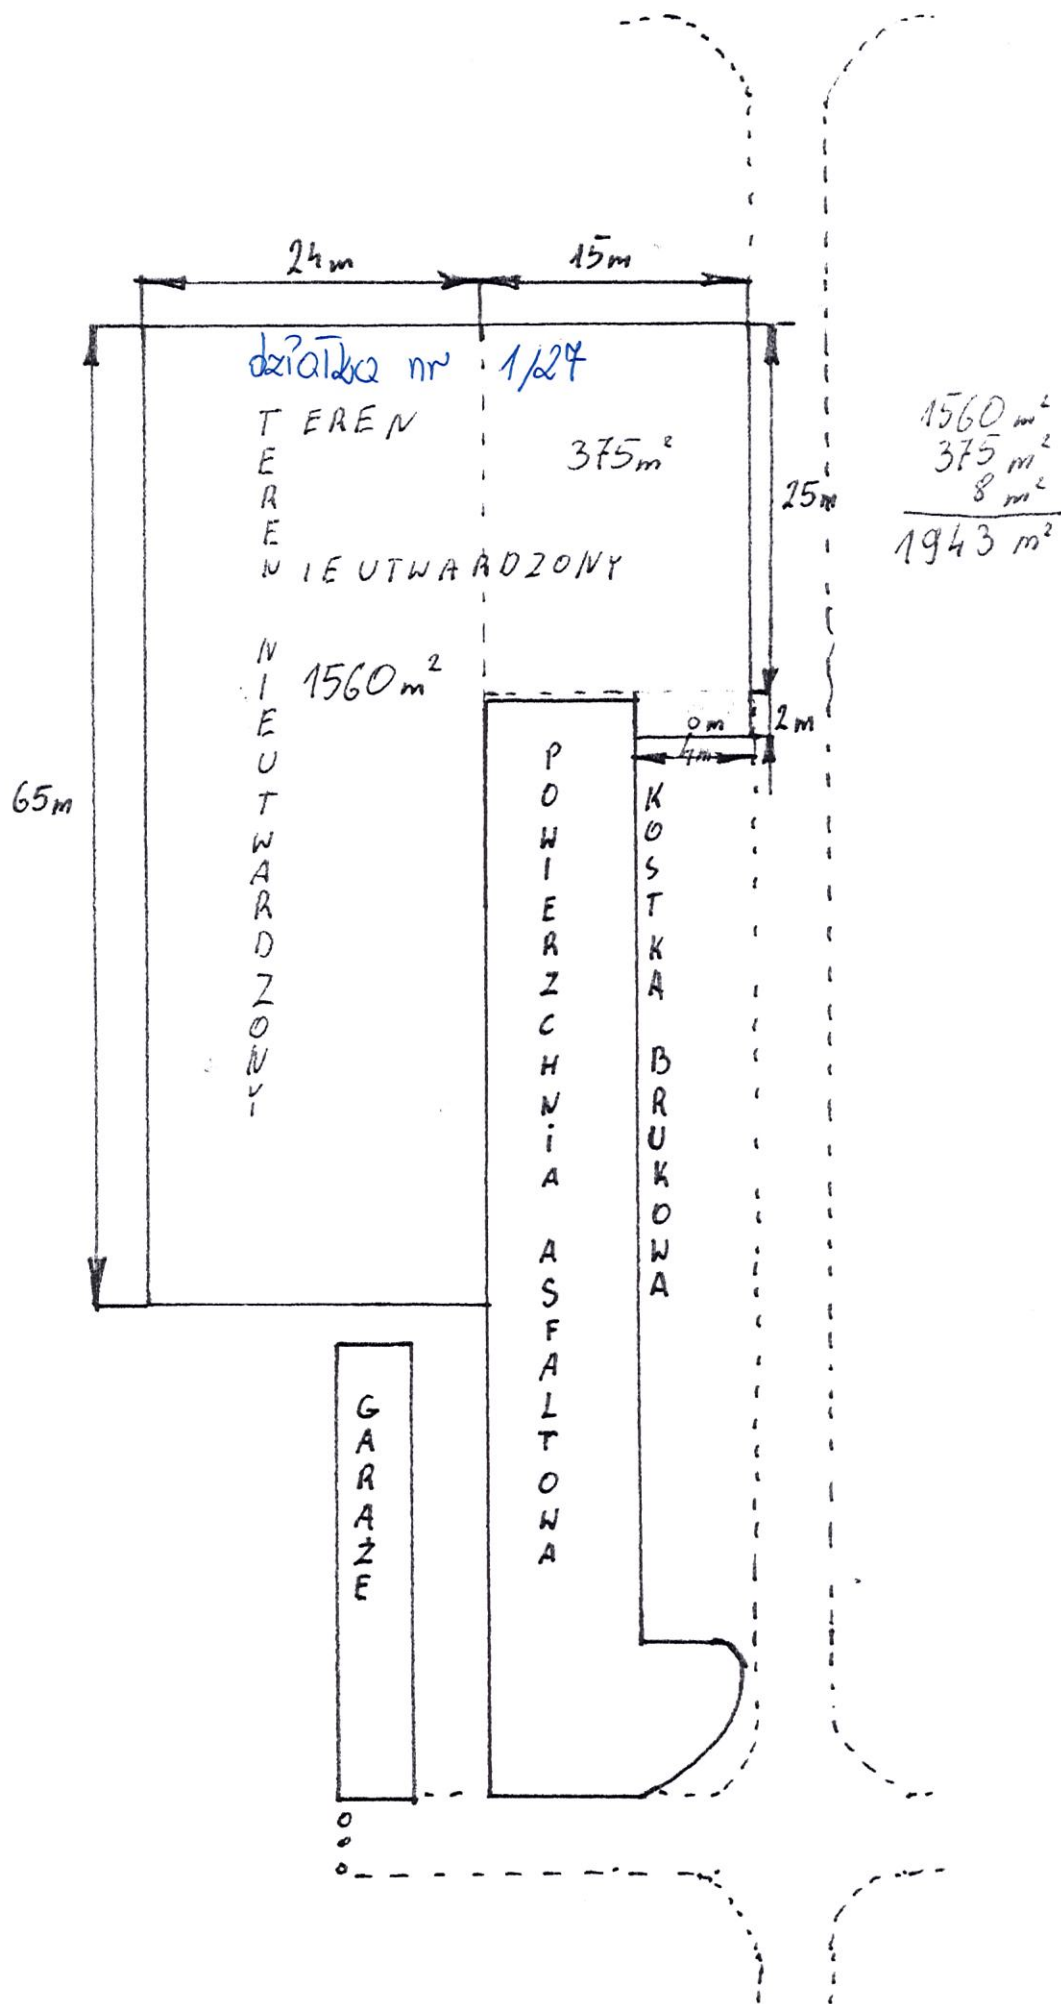 24m
15m
działka nr 1/27
TEREN
375m²
1560 m²
375 m²
8 m²
1943 m²
25m
NIEUTWARDZONY
TEREN NIEUTWARDZONY
1560m²
2m
4m
65m
POWIERZCHNiA ASFALTOWA
KOSTKA BRUKOWA
GARAŻE